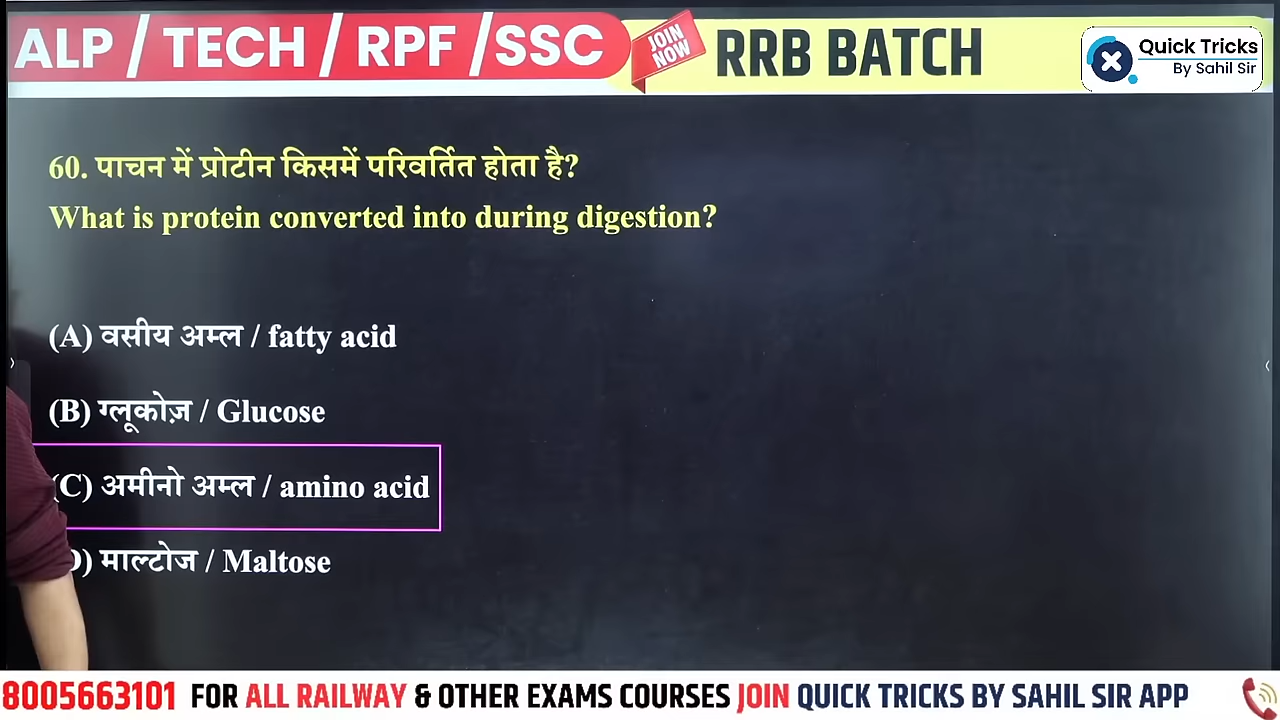 ALP / TECH / RPF / SSC
JOIN NOW
RRB BATCH
Quick Tricks
By Sahil Sir
60. पाचन में प्रोटीन किसमें परिवर्तित होता है?
What is protein converted into during digestion?
(A) वसीय अम्ल / fatty acid
(B) ग्लूकोज़ / Glucose
(C) अमीनो अम्ल / amino acid
D) माल्टोज / Maltose
8005663101 FOR ALL RAILWAY & OTHER EXAMS COURSES JOIN QUICK TRICKS BY SAHIL SIR APP